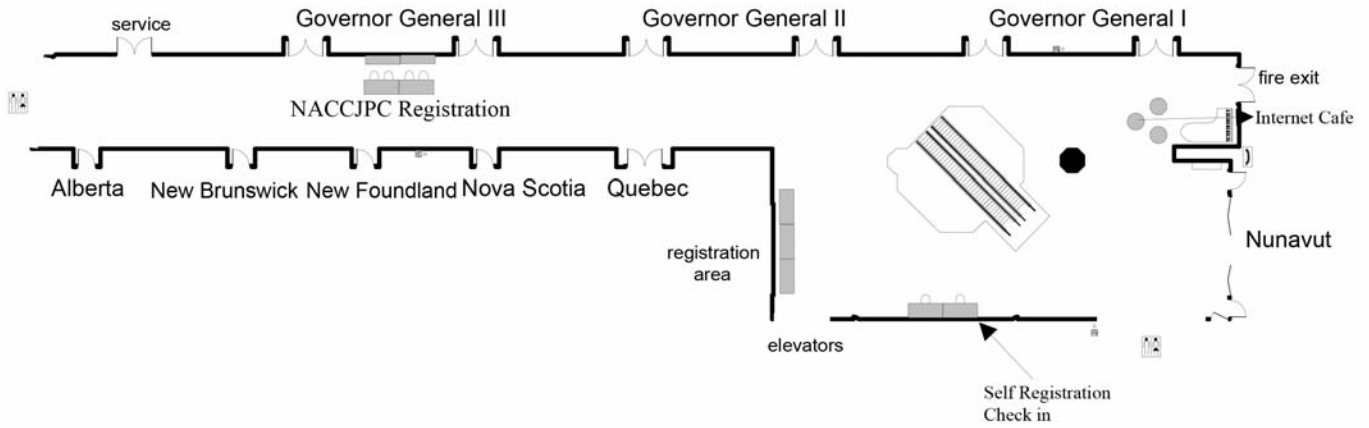 Governor General III
Governor General II
Governor General I
service
fire exit
NACCJPC Registration
Internet Cafe
Alberta
New Brunswick
New Foundland
Nova Scotia
Quebec
registration
area
Nunavut
elevators
Self Registration
Check in